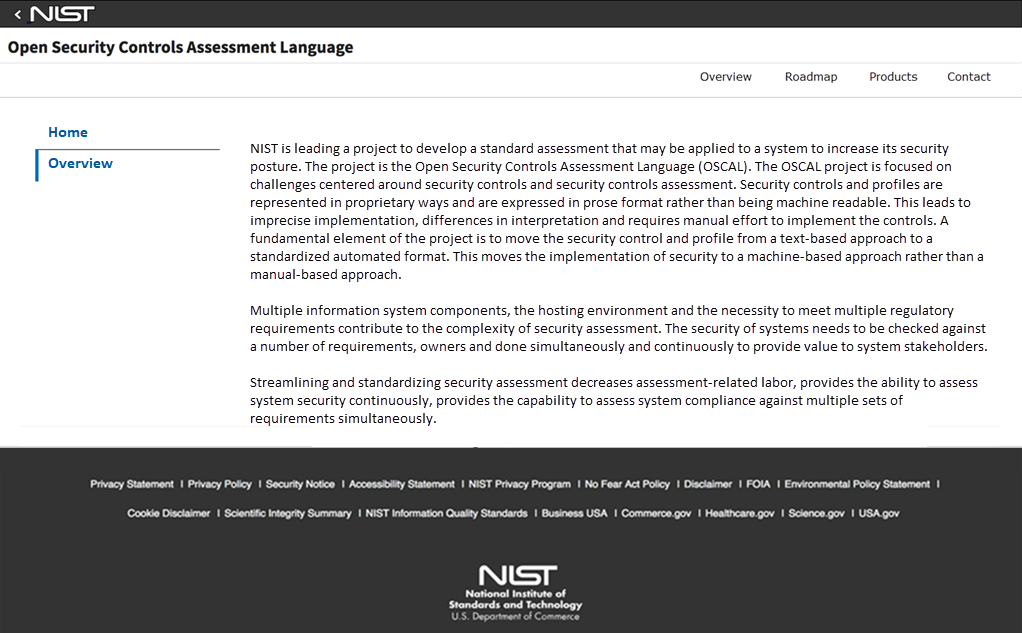 < NIST
Open Security Controls Assessment Language
Overview Roadmap Products Contact
Home
Overview
NIST is leading a project to develop a standard assessment that may be applied to a system to increase its security
posture. The project is the Open Security Controls Assessment Language (OSCAL). The OSCAL project is focused on
challenges centered around security controls and security controls assessment. Security controls and profiles are
represented in proprietary ways and are expressed in prose format rather than being machine readable. This leads to
imprecise implementation, differences in interpretation and requires manual effort to implement the controls. A
fundamental element of the project is to move the security control and profile from a text-based approach to a
standardized automated format. This moves the implementation of security to a machine-based approach rather than a
manual-based approach.
Multiple information system components, the hosting environment and the necessity to meet multiple regulatory
requirements contribute to the complexity of security assessment. The security of systems needs to be checked against
a number of requirements, owners and done simultaneously and continuously to provide value to system stakeholders.
Streamlining and standardizing security assessment decreases assessment-related labor, provides the ability to assess
system security continuously, provides the capability to assess system compliance against multiple sets of
requirements simultaneously.
Privacy Statement | Privacy Policy | Security Notice | Accessibility Statement | NIST Privacy Program | No Fear Act Policy | Disclaimer | FOIA | Environmental Policy Statement |
Cookie Disclaimer | Scientific Integrity Summary | NIST Information Quality Standards | Business USA | Commerce.gov | Healthcare.gov | Science.gov | USA.gov
NIST
National Institute of
Standards and Technology
U.S. Department of Commerce